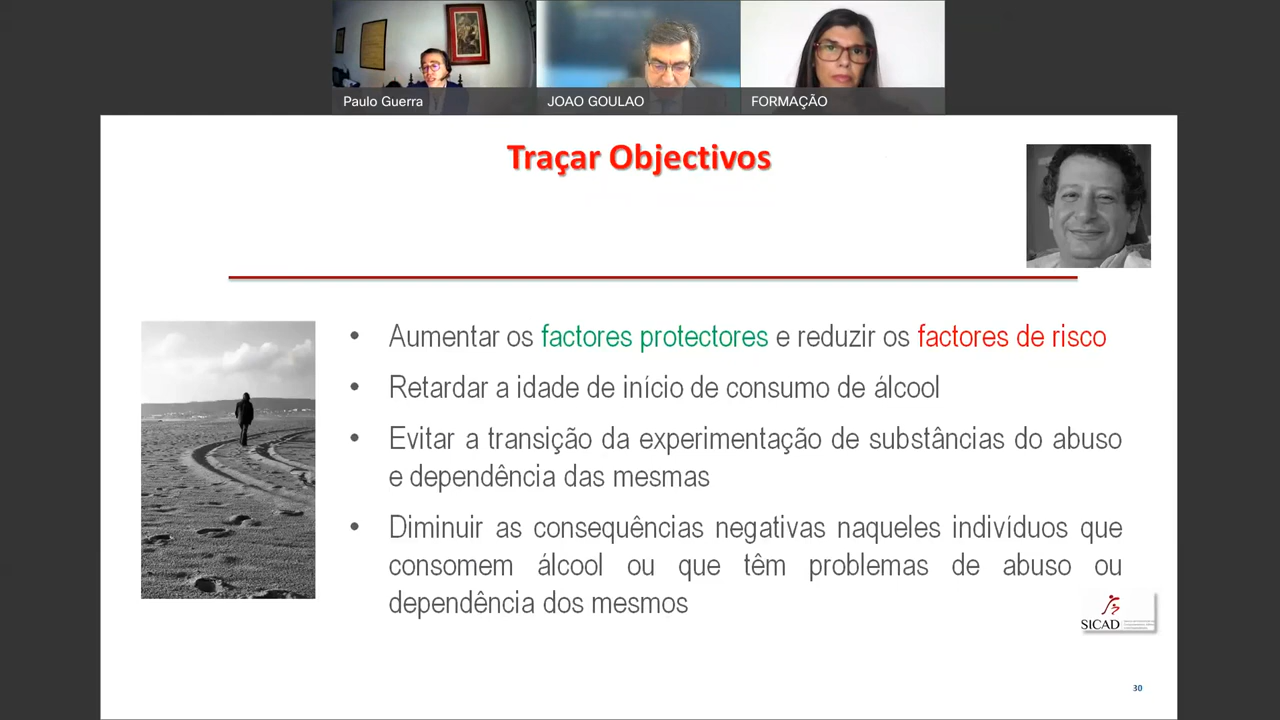 Paulo Guerra
JOAO GOULAO
FORMAÇÃO
Traçar Objectivos
• Aumentar os factores protectores e reduzir os factores de risco
• Retardar a idade de início de consumo de álcool
• Evitar a transição da experimentação de substâncias do abuso
e dependência das mesmas
• Diminuir as consequências negativas naqueles indivíduos que
consomem álcool ou que têm problemas de abuso ou
dependência dos mesmos
SICAD
30